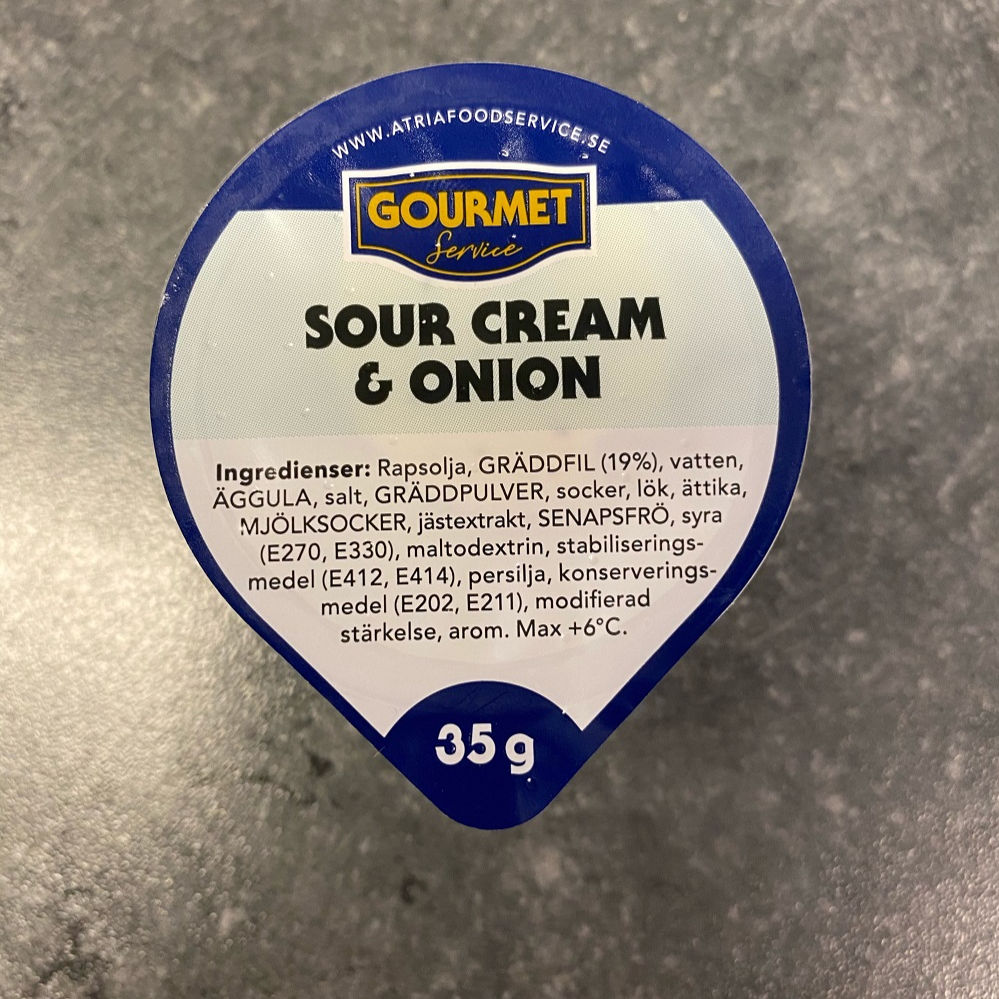 WWW.ATRIAFOODSERVICE.SE
GOURMET
Service
SOUR CREAM
& ONION
Ingredienser: Rapsolja, GRÄDDFIL (19%), vatten,
ÄGGULA, salt, GRÄDDPULVER, socker, lök, ättika,
MJÖLKSOCKER, jästextrakt, SENAPSFRÖ, syra
(E270, E330), maltodextrin, stabiliserings-
medel (E412, E414), persilja, konserverings-
medel (E202, E211), modifierad
stärkelse, arom. Max +6°C.
35 g